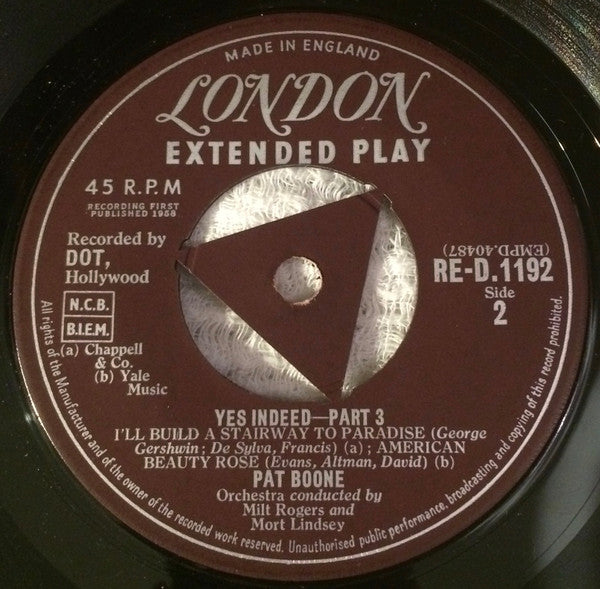 MADE IN ENGLAND
LONDON
EXTENDED PLAY
45 R.P.M
RECORDING FIRST
PUBLISHED 1958
Recorded by
DOT,
Hollywood
N.C.B.
B.I.E.M.
(a) Chappell
& Co.
(b) Yale
Music
(EMPD.40487)
RE-D.1192
Side
2
YES INDEED—PART 3
I'LL BUILD A STAIRWAY TO PARADISE (George
Gershwin; De Sylva, Francis) (a); AMERICAN
BEAUTY ROSE (Evans, Altman, David) (b)
PAT BOONE
Orchestra conducted by
Milt Rogers and
Mort Lindsey
All rights of the Manufacturer and of the owner of the recorded work reserved. Unauthorised public performance, broadcasting and copying of this record prohibited.